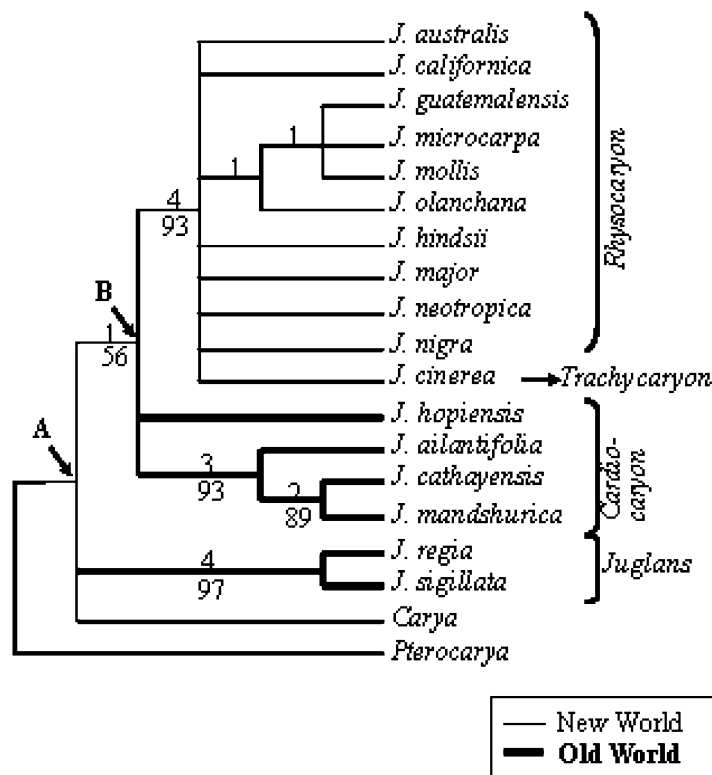 J. australis
J. californica
J. guatemalensis
1
J. microcarpa
1
J. mollis
4
J. olanchana
93
J. hindsii
Rhysocaryon
J. major
B
J. neotropica
1
J. nigra
56
J. cinerea
Trachycaryon
J. hopiensis
A
J. ailantifolia
3
93
J. cathayensis
2
89
J. mandshurica
Cardio-
caryon
4
J. regia
97
J. sigillata
Juglans
Carya
Pterocarya
New World
Old World